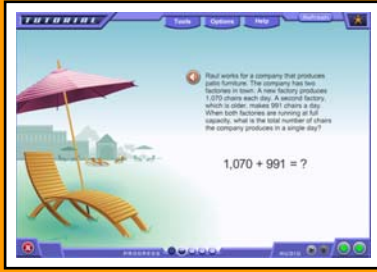 TUTORIAL
Tools Options Help
Raul works for a company that produces
patio furniture. The company has two
factories in town. A new factory produces
1,070 chairs each day. A second factory,
which is older, makes 991 chairs a day.
When both factories are running at full
capacity, what is the total number of chairs
the company produces in a single day?
1,070 + 991 = ?
PROGRESS
MUSIC